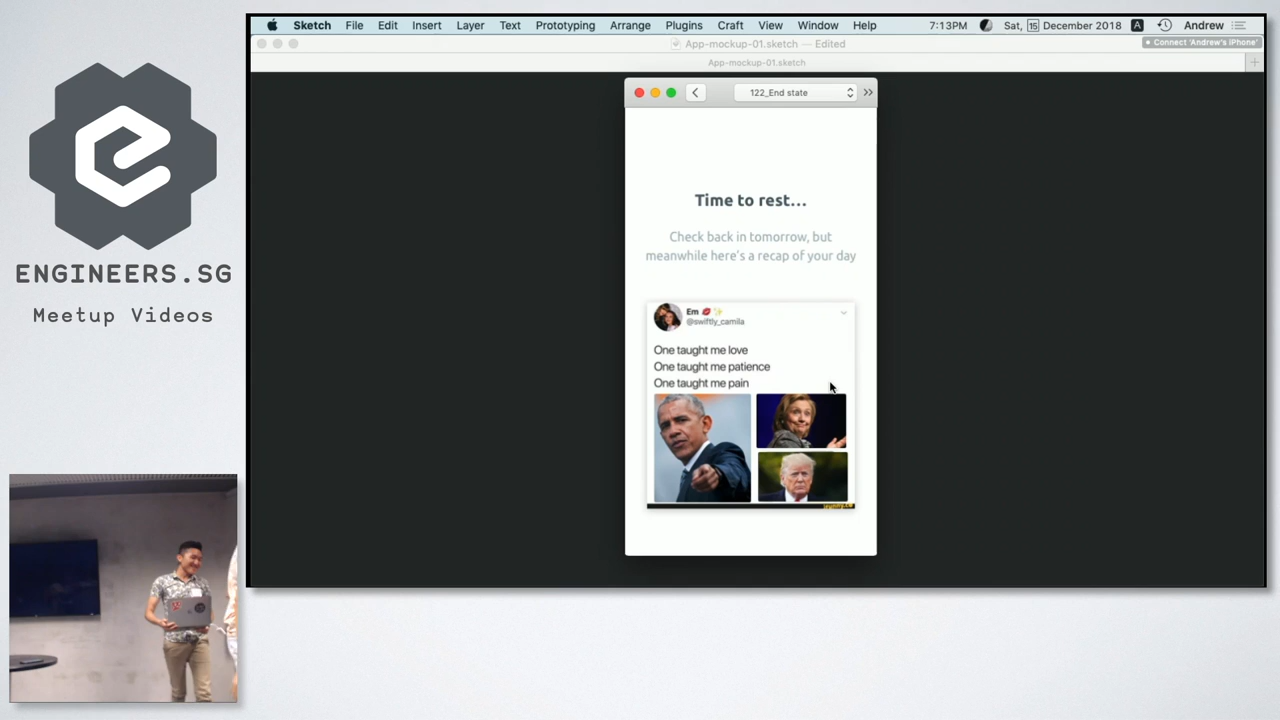 Sketch File Edit Insert Layer Text Prototyping Arrange Plugins Craft View Window Help 7:13PM Sat, 15 December 2018 A Andrew
App-mockup-01.sketch — Edited
Connect 'Andrew's iPhone'
App-mockup-01.sketch
122_End state
Time to rest...
Check back in tomorrow, but
meanwhile here's a recap of your day
Em
@swiftly_camila
One taught me love
One taught me patience
One taught me pain
ENGINEERS.SG
Meetup Videos